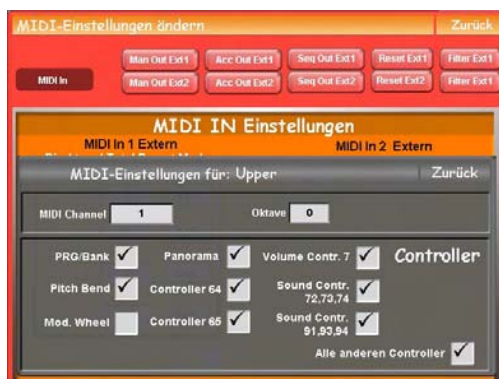 MIDI-Einstellungen ändern Zurück
Man Out Ext1 Acc Out Ext1 Seq Out Ext1 Reset Ext1 Filter Ext1
MIDI In Man Out Ext2 Acc Out Ext2 Seq Out Ext2 Reset Ext2 Filter Ext1
MIDI IN Einstellungen
MIDI In 1 Extern MIDI In 2 Extern
MIDI-Einstellungen für: Upper Zurück
MIDI Channel 1 Oktave 0
PRG/Bank Panorama Volume Contr. 7 Controller
Pitch Bend Controller 64 Sound Contr.
72,73,74
Mod. Wheel Controller 65 Sound Contr.
91,93,94
Alle anderen Controller